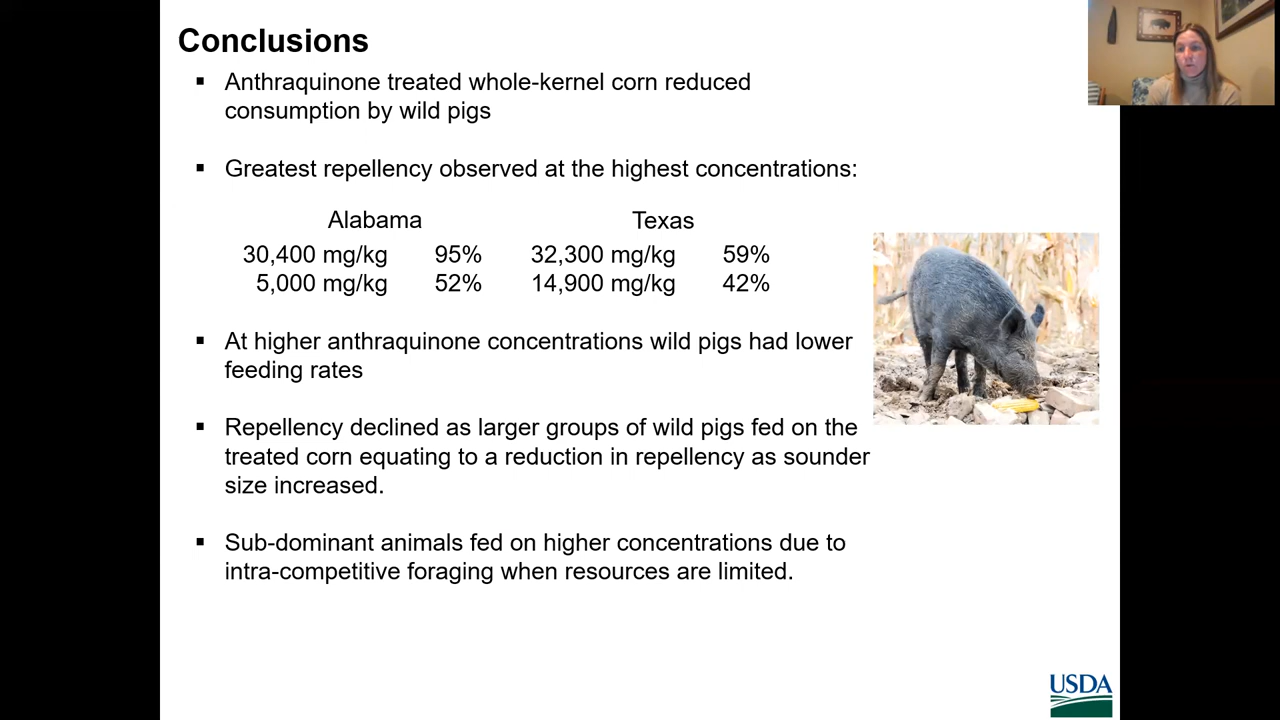 Conclusions
▪ Anthraquinone treated whole-kernel corn reduced
consumption by wild pigs
▪ Greatest repellency observed at the highest concentrations:
Alabama Texas
30,400 mg/kg 95% 32,300 mg/kg 59%
5,000 mg/kg 52% 14,900 mg/kg 42%
▪ At higher anthraquinone concentrations wild pigs had lower
feeding rates
▪ Repellency declined as larger groups of wild pigs fed on the
treated corn equating to a reduction in repellency as sounder
size increased.
▪ Sub-dominant animals fed on higher concentrations due to
intra-competitive foraging when resources are limited.
USDA